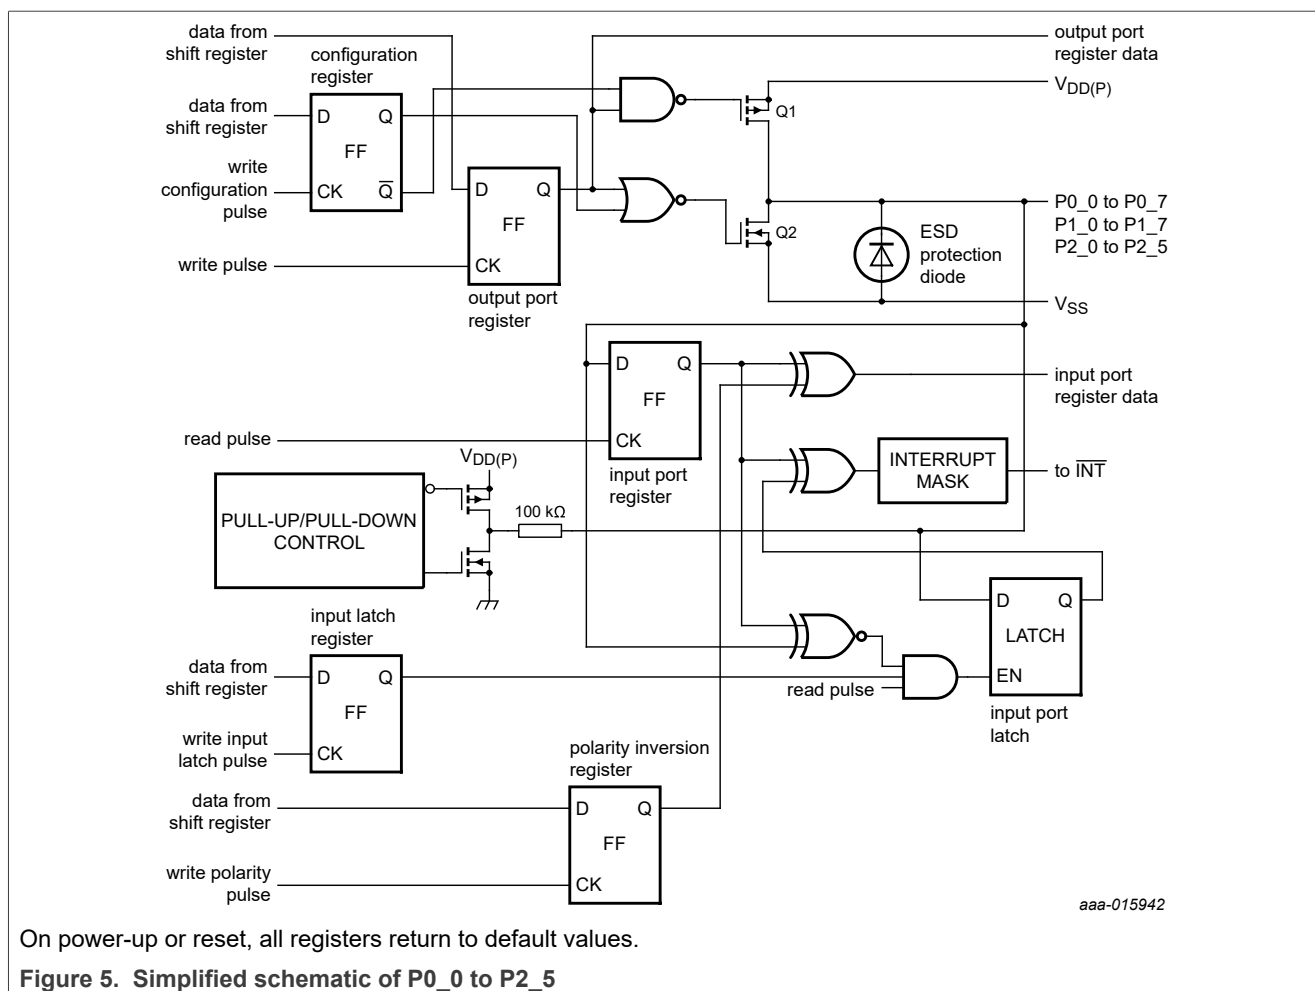 data from
shift register
configuration
register
output port
register data
VDD(P)
data from
shift register
D
Q
FF
CK
Q̅
write
configuration
pulse
Q1
D
Q
FF
CK
output port
register
write pulse
Q2
ESD
protection
diode
P0_0 to P0_7
P1_0 to P1_7
P2_0 to P2_5
VSS
D
Q
FF
CK
input port
register
read pulse
input port
register data
INTERRUPT
MASK
to I̅N̅T̅
VDD(P)
PULL-UP/PULL-DOWN
CONTROL
100 kΩ
D
Q
LATCH
EN
input port
latch
read pulse
input latch
register
data from
shift register
D
Q
FF
CK
write input
latch pulse
polarity inversion
register
data from
shift register
D
Q
FF
CK
write polarity
pulse
aaa-015942
On power-up or reset, all registers return to default values.
Figure 5. Simplified schematic of P0_0 to P2_5